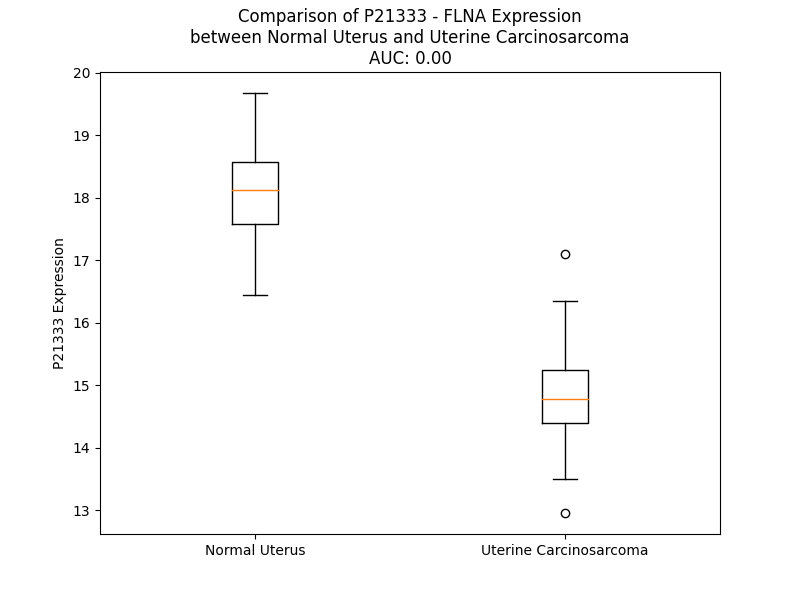 Comparison of P21333 - FLNA Expression
between Normal Uterus and Uterine Carcinosarcoma
AUC: 0.00
20
19
18
17
16
15
14
13
P21333 Expression
Normal Uterus
Uterine Carcinosarcoma